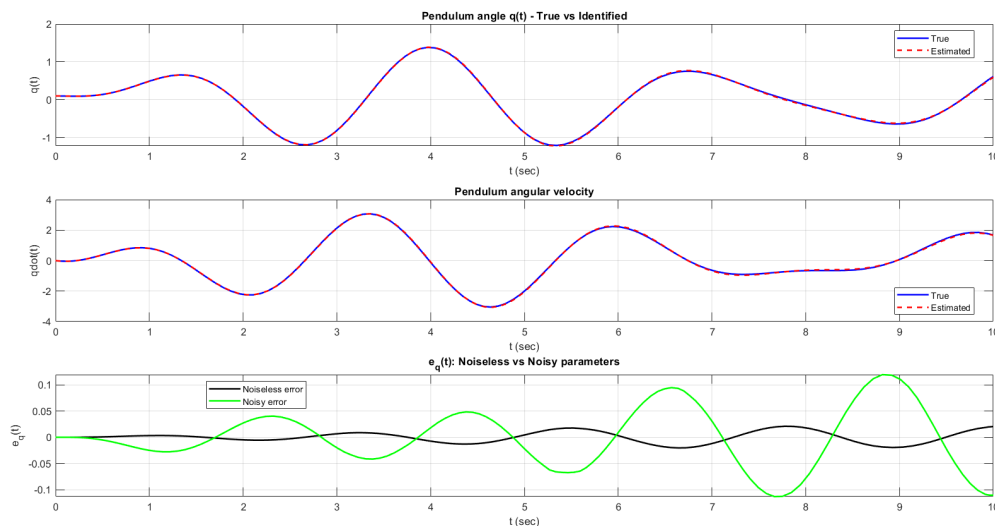 Pendulum angle q(t) - True vs Identified
2
1
0
-1
q(t)
True
Estimated
0 1 2 3 4 5 6 7 8 9 10
t (sec)
Pendulum angular velocity
4
2
0
-2
-4
qdot(t)
True
Estimated
0 1 2 3 4 5 6 7 8 9 10
t (sec)
e_q(t): Noiseless vs Noisy parameters
0.1
0.05
0
-0.05
-0.1
e_q(t)
Noiseless error
Noisy error
0 1 2 3 4 5 6 7 8 9 10
t (sec)